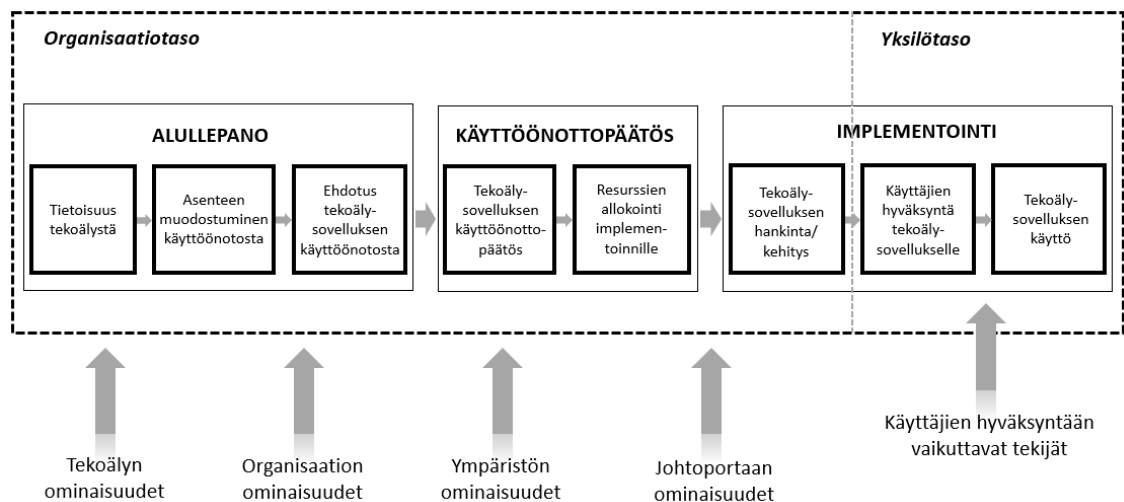 Organisaatiotaso
Yksilötaso
ALULLEPANO
Tietoisuus
tekoälystä
Asenteen
muodostuminen
käyttöönotosta
Ehdotus
tekoäly-
sovelluksen
käyttöönotosta
KÄYTTÖÖNOTTOPÄÄTÖS
Tekoäly-
sovelluksen
käyttöönotto-
päätös
Resurssien
allokointi
implemen-
toinnille
IMPLEMENTOINTI
Tekoäly-
sovelluksen
hankinta/
kehitys
Käyttäjien
hyväksyntä
tekoäly-
sovellukselle
Tekoäly-
sovelluksen
käyttö
Tekoälyn
ominaisuudet
Organisaation
ominaisuudet
Ympäristön
ominaisuudet
Johtoportaan
ominaisuudet
Käyttäjien hyväksyntään
vaikuttavat tekijät